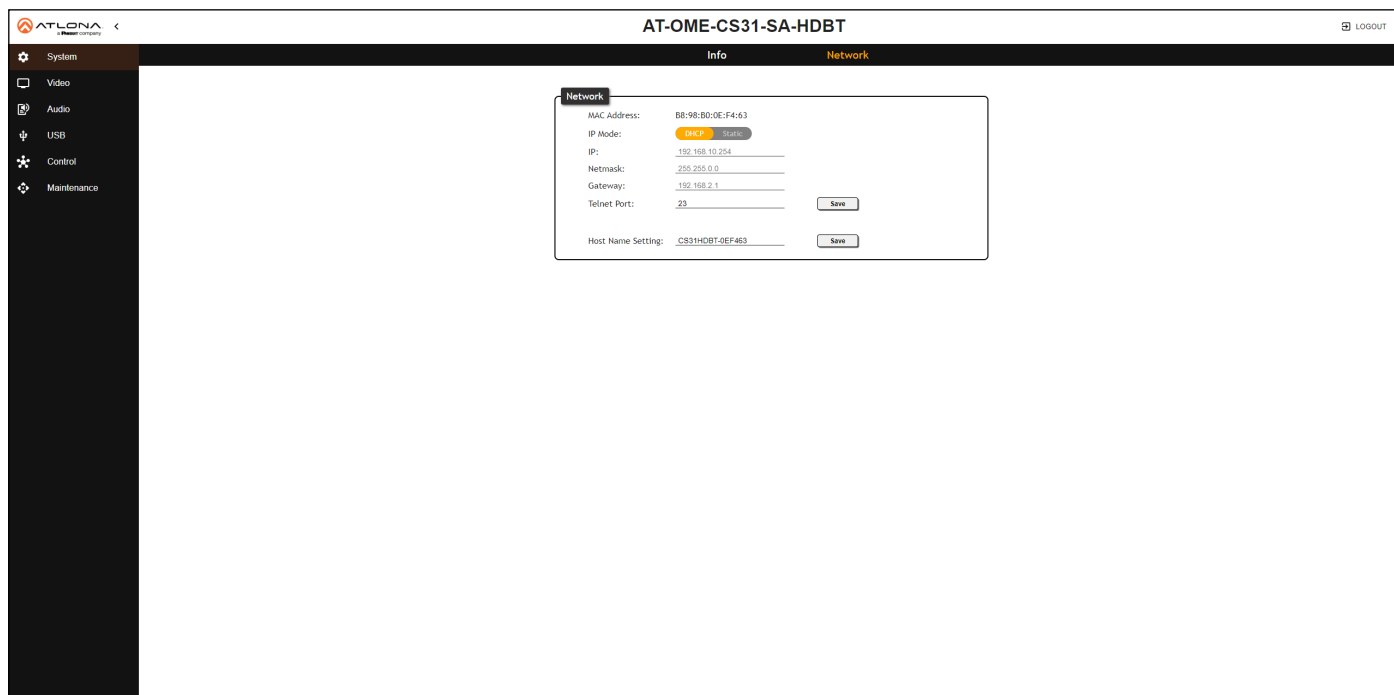 ATLONA
a Panduit company
AT-OME-CS31-SA-HDBT
LOGOUT
System
Video
Audio
USB
Control
Maintenance
Info
Network
Network
MAC Address: B8:98:B0:0E:F4:63
IP Mode: DHCP Static
IP: 192.168.10.254
Netmask: 255.255.0.0
Gateway: 192.168.2.1
Telnet Port: 23 Save
Host Name Setting: CS31HDBT-0EF463 Save